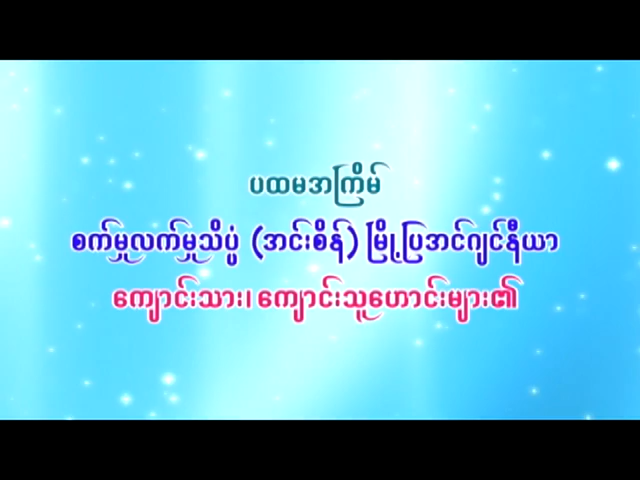 ပထမအကြိမ်
စက်မှုလက်မှုသိပ္ပံ (အင်းစိန်) မြို့ပြအင်ဂျင်နီယာ
ကျောင်းသား၊ ကျောင်းသူဟောင်းများ၏